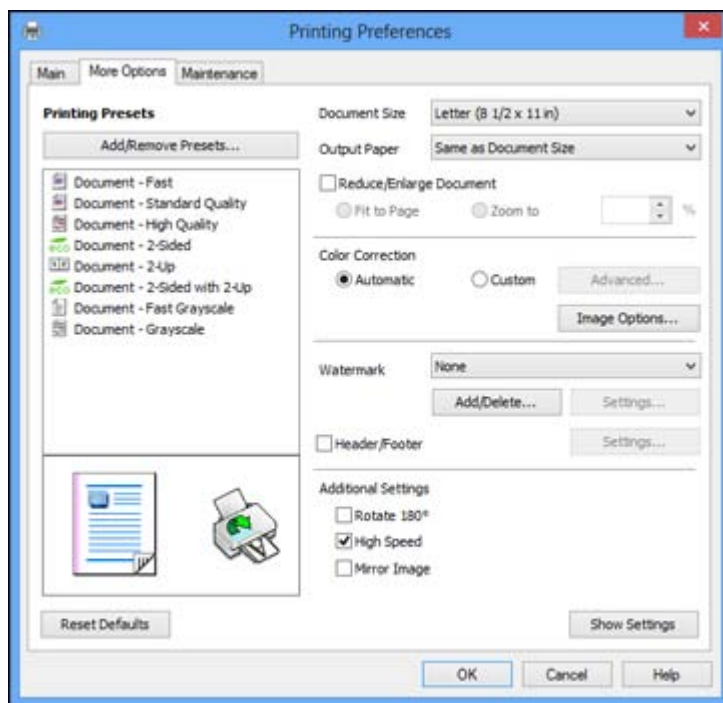 Printing Preferences
Main More Options Maintenance
Printing Presets
Add/Remove Presets...
Document - Fast
Document - Standard Quality
Document - High Quality
eco Document - 2-Sided
Document - 2-Up
eco Document - 2-Sided with 2-Up
Document - Fast Grayscale
Document - Grayscale
Reset Defaults
Document Size Letter (8 1/2 x 11 in)
Output Paper Same as Document Size
Reduce/Enlarge Document
Fit to Page Zoom to %
Color Correction
Automatic Custom Advanced...
Image Options...
Watermark None
Add/Delete... Settings...
Header/Footer Settings...
Additional Settings
Rotate 180°
High Speed
Mirror Image
Show Settings
OK Cancel Help